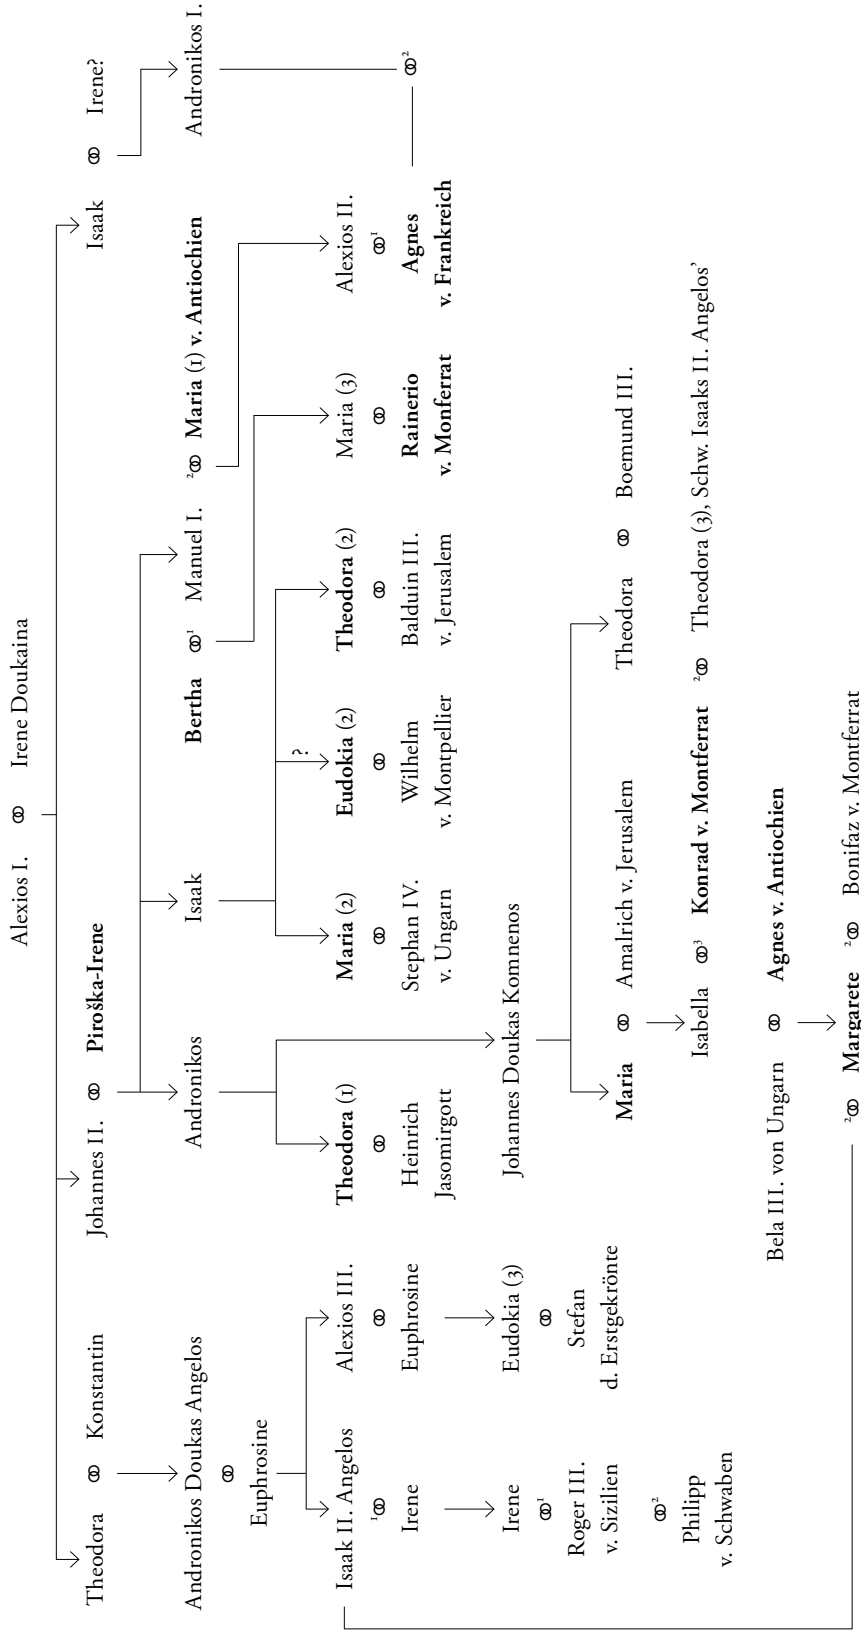 Alexios I. ⚭ Irene Doukaina
Theodora ⚭ Konstantin
Johannes II. ⚭ Piroška-Irene
Isaak ⚭ Irene?
Andronikos Doukas Angelos
⚭
Euphrosine
Andronikos
Isaak
Bertha ⚭¹ Manuel I. ²⚭ Maria (1) v. Antiochien
Andronikos I.
Isaak II. Angelos
¹⚭
Irene
Alexios III.
⚭
Euphrosine
Theodora (1)
⚭
Heinrich
Jasomirgott
Maria (2)
⚭
Stephan IV.
v. Ungarn
?
Eudokia (2)
⚭
Wilhelm
v. Montpellier
Theodora (2)
⚭
Balduin III.
v. Jerusalem
Maria (3)
⚭
Rainerio
v. Monferrat
Alexios II.
⚭¹
Agnes
v. Frankreich
⚭²
Irene
⚭¹
Roger III.
v. Sizilien
⚭²
Philipp
v. Schwaben
Eudokia (3)
⚭
Stefan
d. Erstgekrönte
Johannes Doukas Komnenos
Maria ⚭ Amalrich v. Jerusalem
Theodora ⚭ Boemund III.
Isabella ⚭³ Konrad v. Montferrat ²⚭ Theodora (3), Schw. Isaaks II. Angelos’
Bela III. von Ungarn ⚭ Agnes v. Antiochien
²⚭ Margarete ²⚭ Bonifaz v. Montferrat